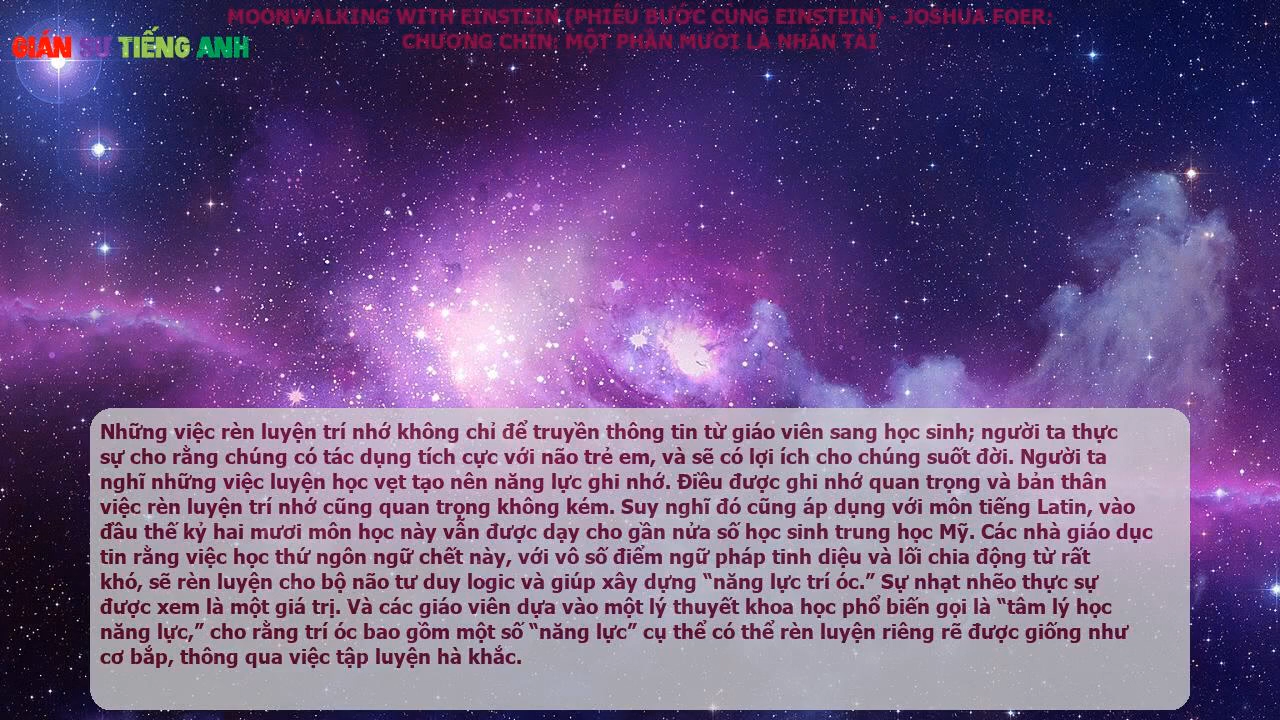 MOONWALKING WITH EINSTEIN (PHIÊU BƯỚC CÙNG EINSTEIN) - JOSHUA FOER:
CHƯƠNG CHÍN: MỘT PHẦN MƯỜI LÀ NHÂN TÀI
GIÁN SỨ TIẾNG ANH
Những việc rèn luyện trí nhớ không chỉ để truyền thông tin từ giáo viên sang học sinh; người ta thực
sự cho rằng chúng có tác dụng tích cực với não trẻ em, và sẽ có lợi ích cho chúng suốt đời. Người ta
nghĩ những việc luyện học vẹt tạo nên năng lực ghi nhớ. Điều được ghi nhớ quan trọng và bản thân
việc rèn luyện trí nhớ cũng quan trọng không kém. Suy nghĩ đó cũng áp dụng với môn tiếng Latin, vào
đầu thế kỷ hai mươi môn học này vẫn được dạy cho gần nửa số học sinh trung học Mỹ. Các nhà giáo dục
tin rằng việc học thứ ngôn ngữ chết này, với vô số điểm ngữ pháp tinh diệu và lối chia động từ rất
khó, sẽ rèn luyện cho bộ não tư duy logic và giúp xây dựng “năng lực trí óc.” Sự nhạt nhẽo thực sự
được xem là một giá trị. Và các giáo viên dựa vào một lý thuyết khoa học phổ biến gọi là “tâm lý học
năng lực,” cho rằng trí óc bao gồm một số “năng lực” cụ thể có thể rèn luyện riêng rẽ được giống như
cơ bắp, thông qua việc tập luyện hà khắc.